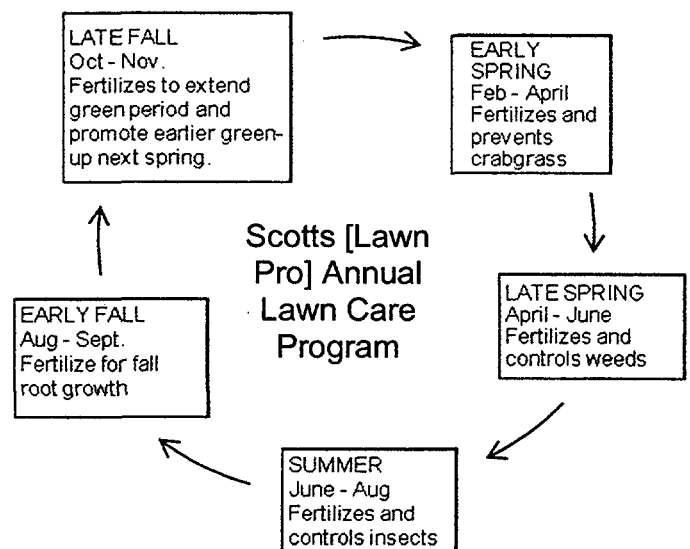 LATE FALL
Oct - Nov.
Fertilizes to extend
green period and
promote earlier green-
up next spring.
EARLY
SPRING
Feb - April
Fertilizes and
prevents
crabgrass
Scotts [Lawn
Pro] Annual
Lawn Care
Program
LATE SPRING
April - June
Fertilizes and
controls weeds
EARLY FALL
Aug - Sept.
Fertilize for fall
root growth
SUMMER
June - Aug
Fertilizes and
controls insects